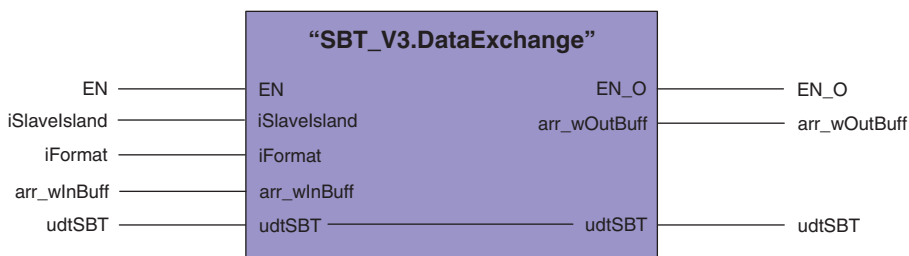 “SBT_V3.DataExchange”
EN EN EN_O EN_O
iSlaveIsland iSlaveIsland arr_wOutBuff arr_wOutBuff
iFormat iFormat
arr_wInBuff arr_wInBuff
udtSBT udtSBT udtSBT udtSBT